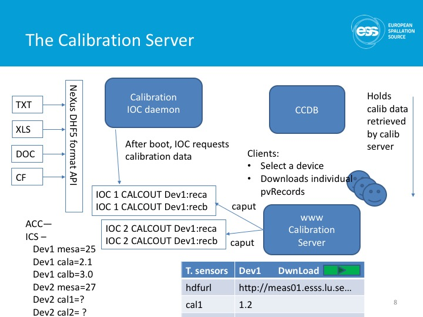 The Calibration Server
ess
EUROPEAN
SPALLATION
SOURCE
TXT
XLS
DOC
CF
NeXus DHF5 format API
Calibration
IOC daemon
CCDB
Holds
calib data
retrieved
by calib
server
After boot, IOC requests
calibration data
Clients:
• Select a device
• Downloads individual
pvRecords
IOC 1 CALCOUT Dev1:reca
IOC 1 CALCOUT Dev1:recb
caput
IOC 2 CALCOUT Dev1:reca
IOC 2 CALCOUT Dev1:recb
caput
www
Calibration
Server
ACC—
ICS –
Dev1 mesa=25
Dev1 cala=2.1
Dev1 calb=3.0
Dev2 mesa=27
Dev2 cal1=?
Dev2 cal2= ?
T. sensors Dev1 DwnLoad
hdfurl http://meas01.esss.lu.se...
cal1 1.2
8